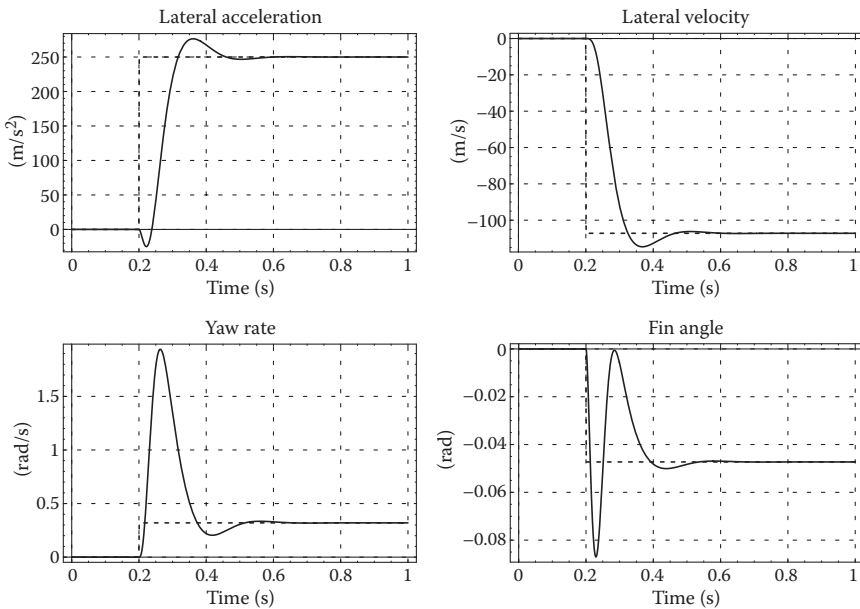 Lateral acceleration
250
200
150
100
50
0
(m/s²)
0 0.2 0.4 0.6 0.8 1
Time (s)
Lateral velocity
0
−20
−40
−60
−80
−100
(m/s)
0 0.2 0.4 0.6 0.8 1
Time (s)
Yaw rate
1.5
1
0.5
0
(rad/s)
0 0.2 0.4 0.6 0.8 1
Time (s)
Fin angle
0
−0.02
−0.04
−0.06
−0.08
(rad)
0 0.2 0.4 0.6 0.8 1
Time (s)